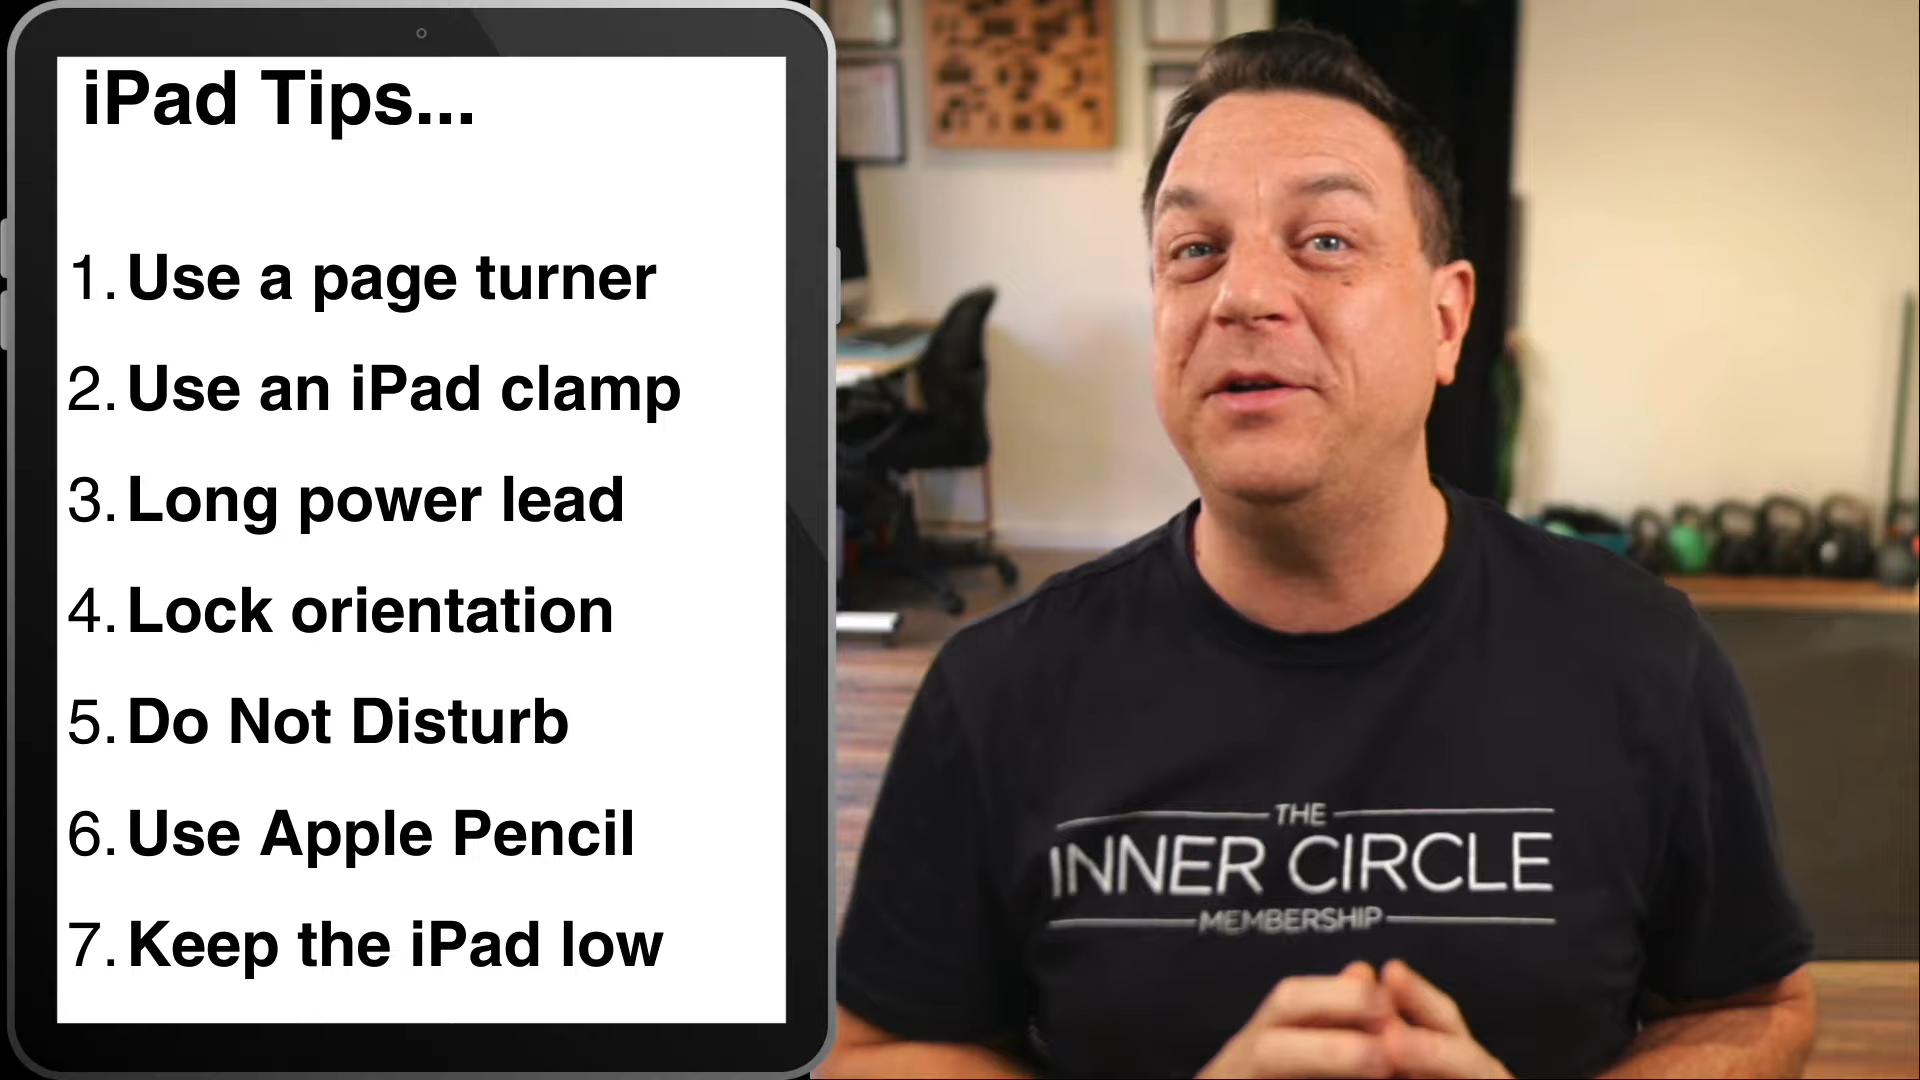 iPad Tips...
1. Use a page turner
2. Use an iPad clamp
3. Long power lead
4. Lock orientation
5. Do Not Disturb
6. Use Apple Pencil
7. Keep the iPad low
THE
INNER CIRCLE
MEMBERSHIP